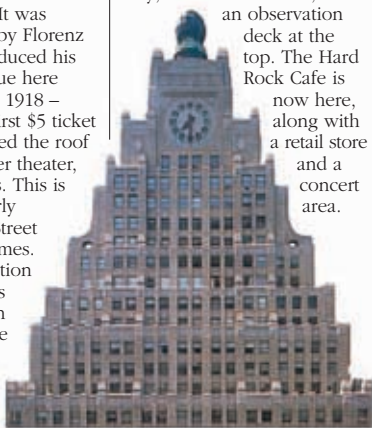 It was
by Florenz
duced his
ue here
1918 –
rst $5 ticket
ed the roof
er theater,
s. This is
rly
treet
mes.
tion
s
n
e
an observation
deck at the
top. The Hard
Rock Cafe is
now here,
along with
a retail store
and a
concert
area.